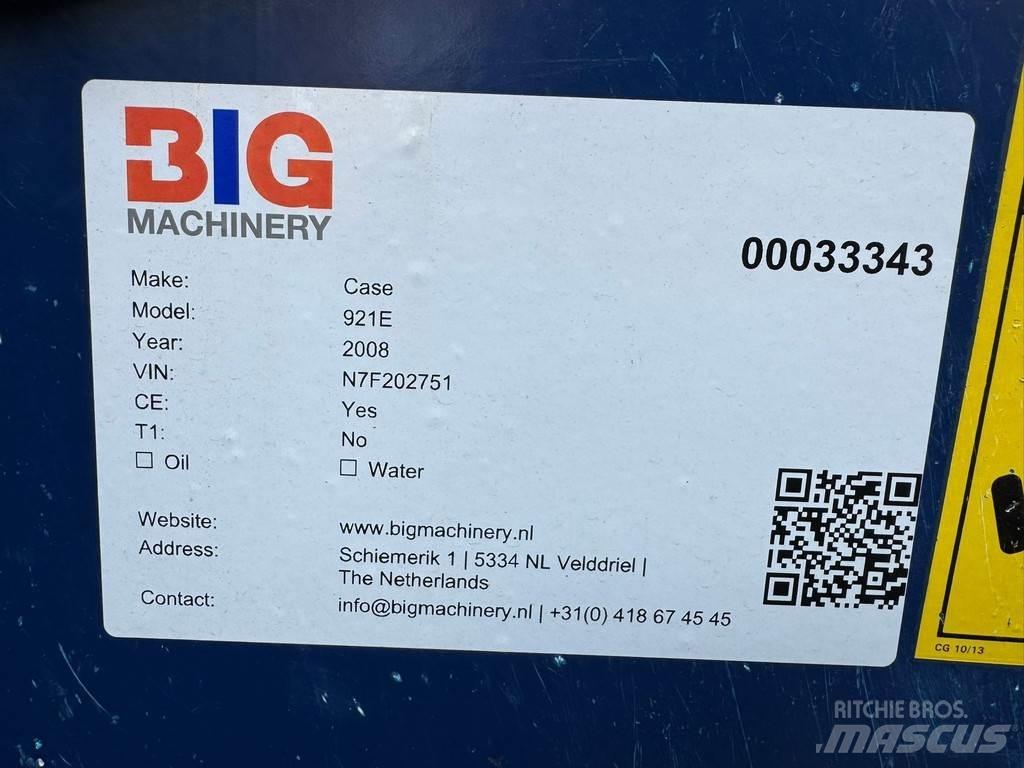 BIG
MACHINERY
00033343
Make: Case
Model: 921E
Year: 2008
VIN: N7F202751
CE: Yes
T1: No
☐ Oil ☐ Water
Website: www.bigmachinery.nl
Address: Schiemerik 1 | 5334 NL Velddriel |
The Netherlands
Contact: info@bigmachinery.nl | +31(0) 418 67 45 45
CG 10/13
RITCHIE BROS.
MASCUS